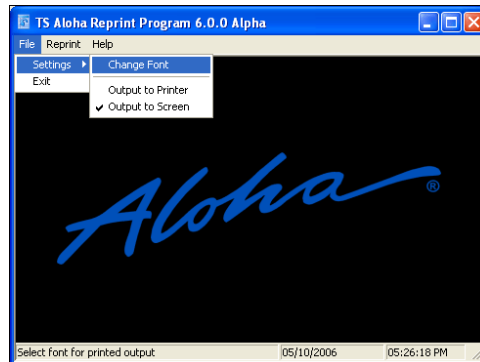 TS Aloha Reprint Program 6.0.0 Alpha
File Reprint Help
Settings Change Font
Exit
Output to Printer
Output to Screen
Aloha®
Select font for printed output 05/10/2006 05:26:18 PM